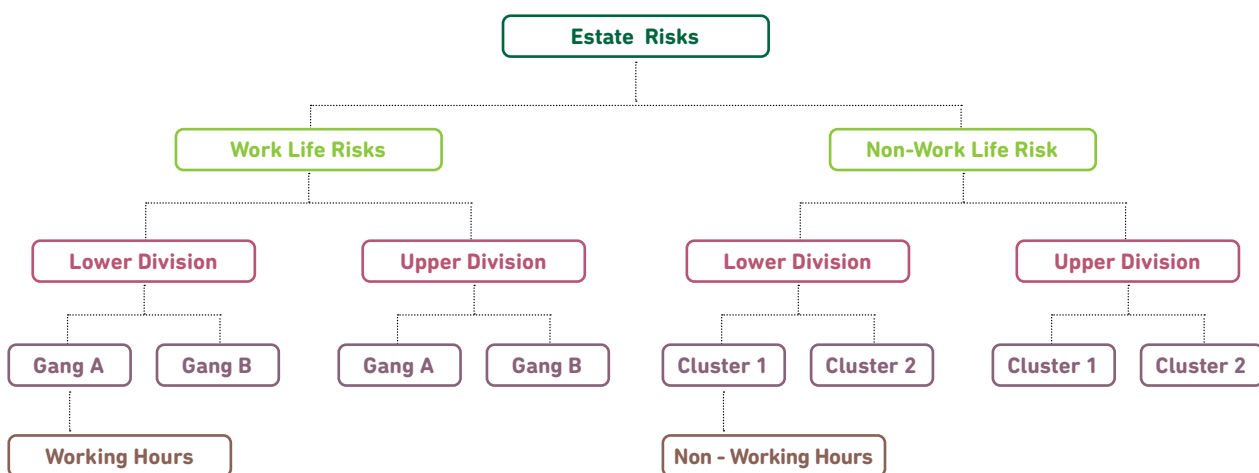 Estate Risks
Work Life Risks
Non-Work Life Risk
Lower Division
Upper Division
Lower Division
Upper Division
Gang A
Gang B
Gang A
Gang B
Cluster 1
Cluster 2
Cluster 1
Cluster 2
Working Hours
Non - Working Hours